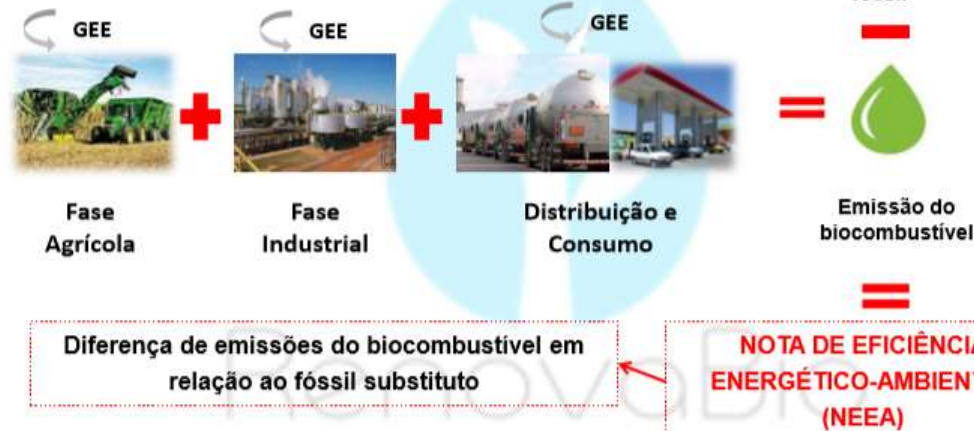 GEE
GEE
GEE
Fase
Agrícola
Fase
Industrial
Distribuição e
Consumo
Emissão do
biocombustível
Diferença de emissões do biocombustível em
relação ao fóssil substituto
NOTA DE EFICIÊNCIA
ENERGÉTICO-AMBIENT
(NEEA)
RenovaBio